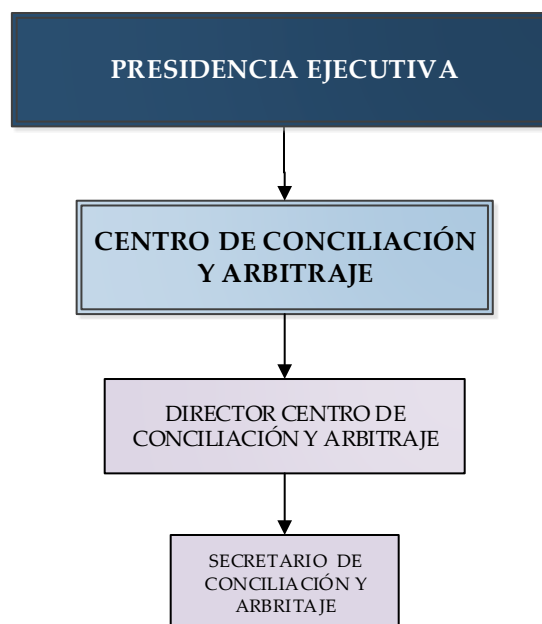 PRESIDENCIA EJECUTIVA
CENTRO DE CONCILIACIÓN
Y ARBITRAJE
DIRECTOR CENTRO DE
CONCILIACIÓN Y ARBITRAJE
SECRETARIO DE
CONCILIACIÓN Y
ARBRITAJE